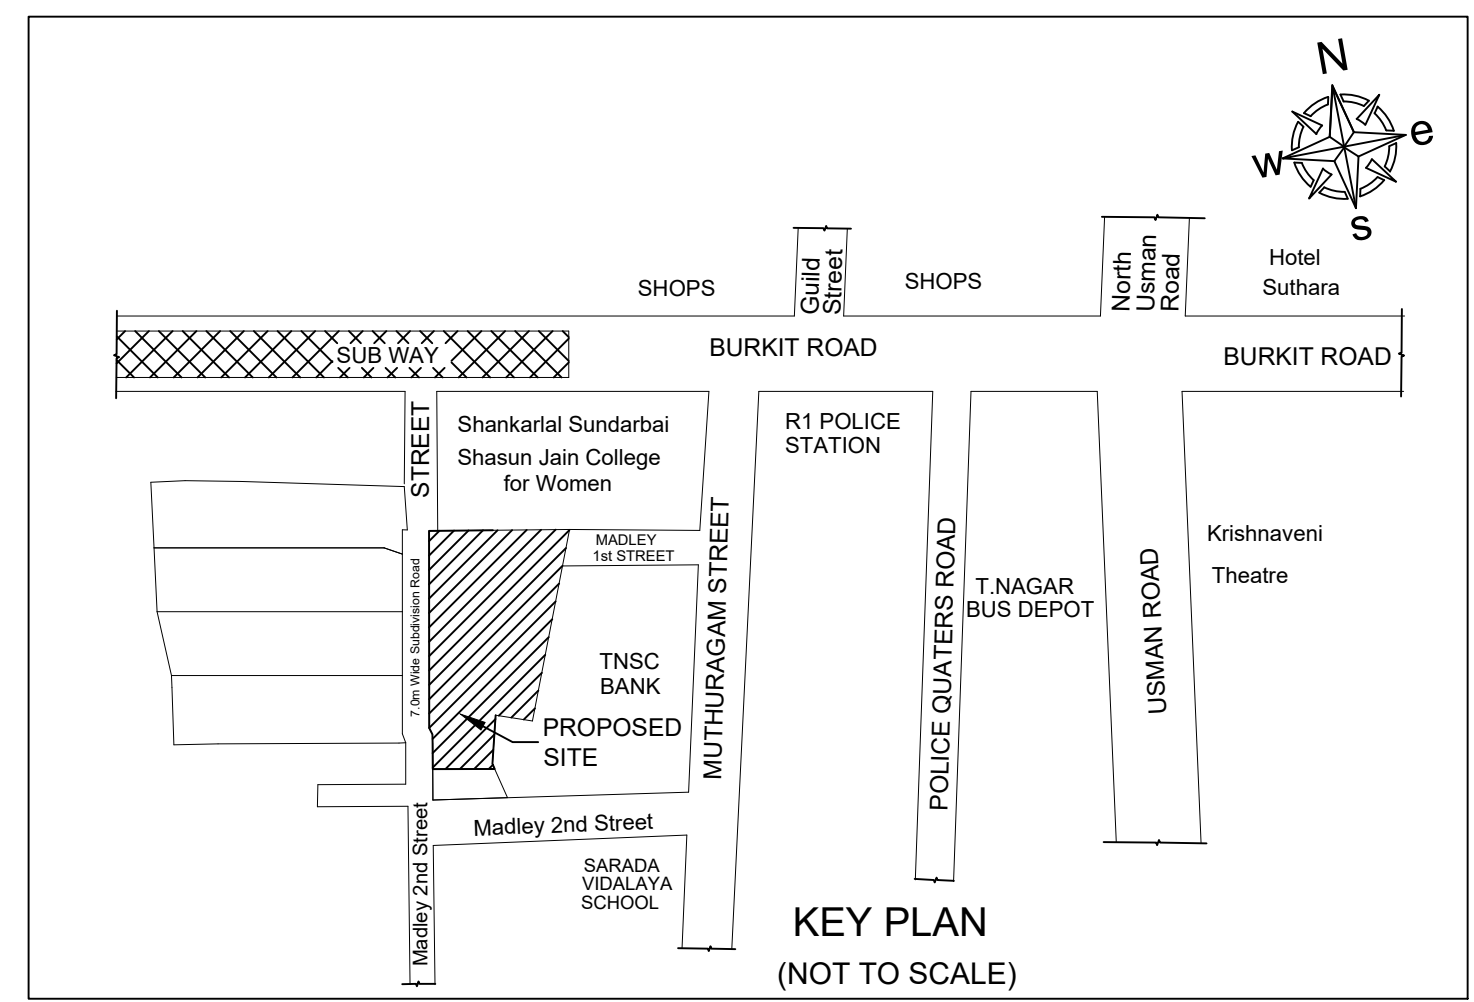 N
w
e
s
Hotel
Suthara
Guild
Street
North
Usman
Road
SHOPS
SHOPS
SUB WAY
BURKIT ROAD
BURKIT ROAD
STREET
Shankarlal Sundarbai
Shasun Jain College
for Women
R1 POLICE
STATION
MADLEY
1st STREET
MUTHURAGAM STREET
POLICE QUATERS ROAD
T.NAGAR
BUS DEPOT
USMAN ROAD
Krishnaveni
Theatre
7.0m Wide Subdivision Road
TNSC
BANK
PROPOSED
SITE
Madley 2nd Street
Madley 2nd Street
SARADA
VIDALAYA
SCHOOL
KEY PLAN
(NOT TO SCALE)